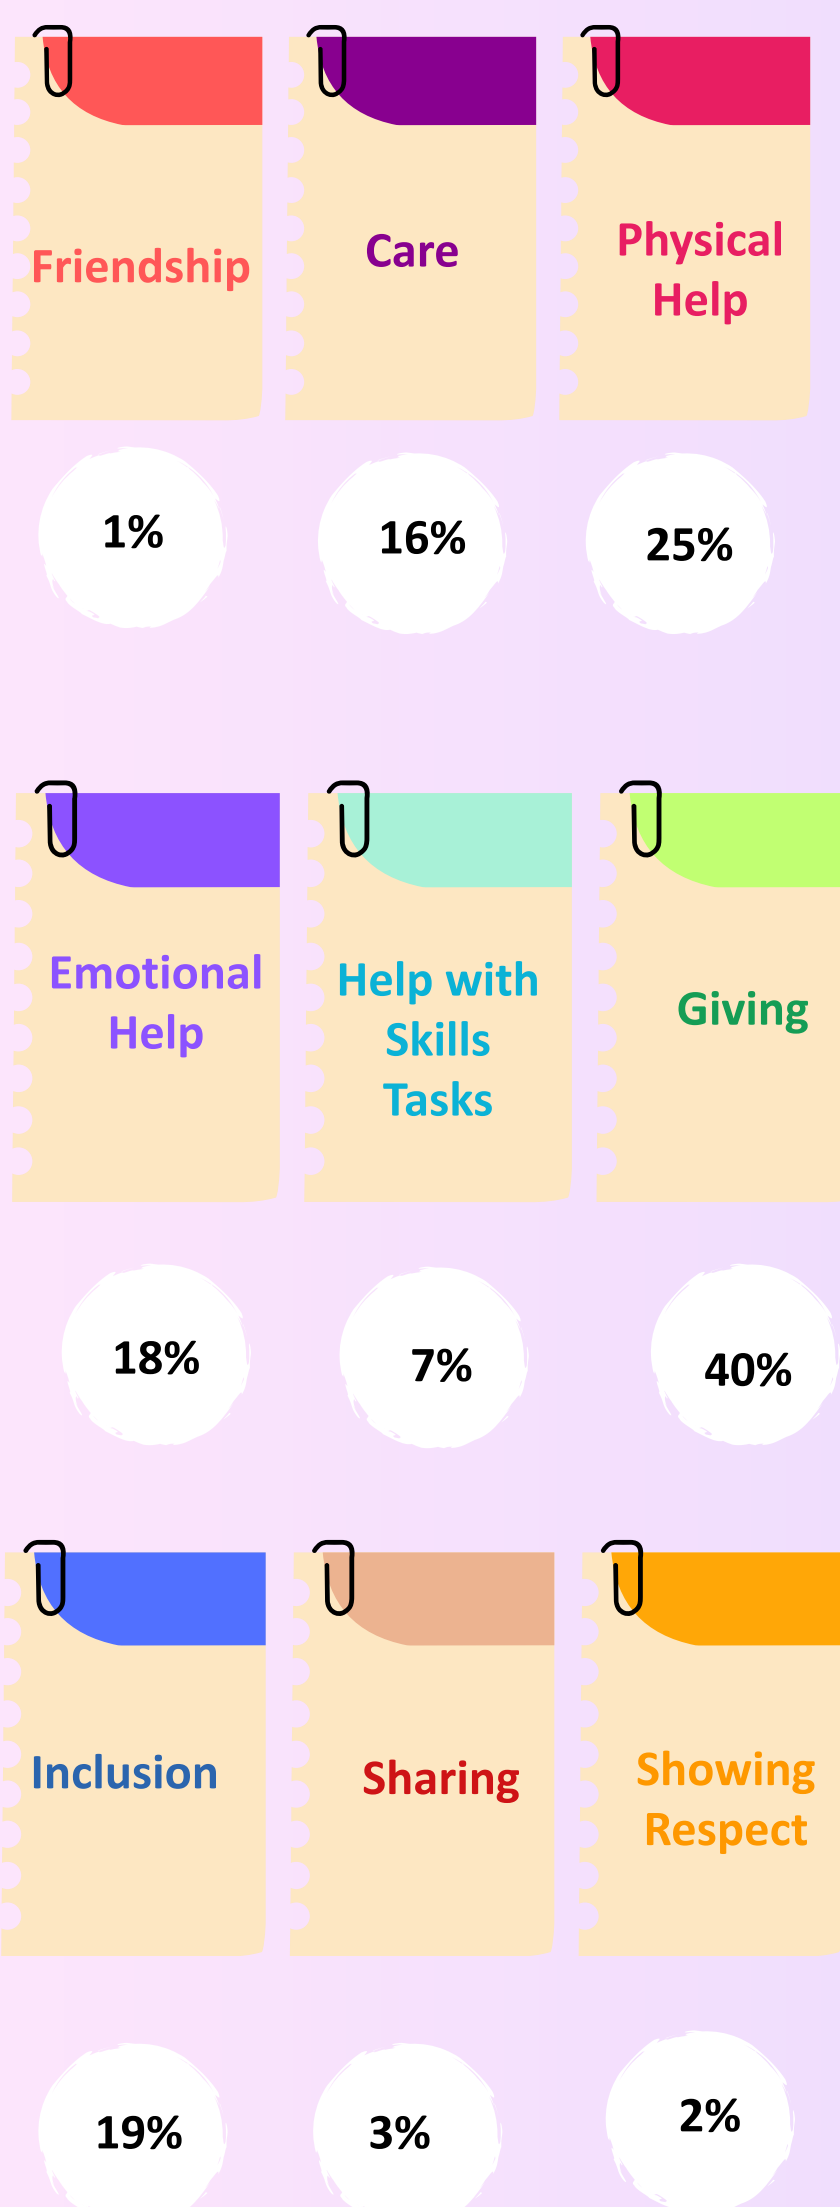 Friendship
Care
Physical
Help
1%
16%
25%
Emotional
Help
Help with
Skills
Tasks
Giving
18%
7%
40%
Inclusion
Sharing
Showing
Respect
19%
3%
2%